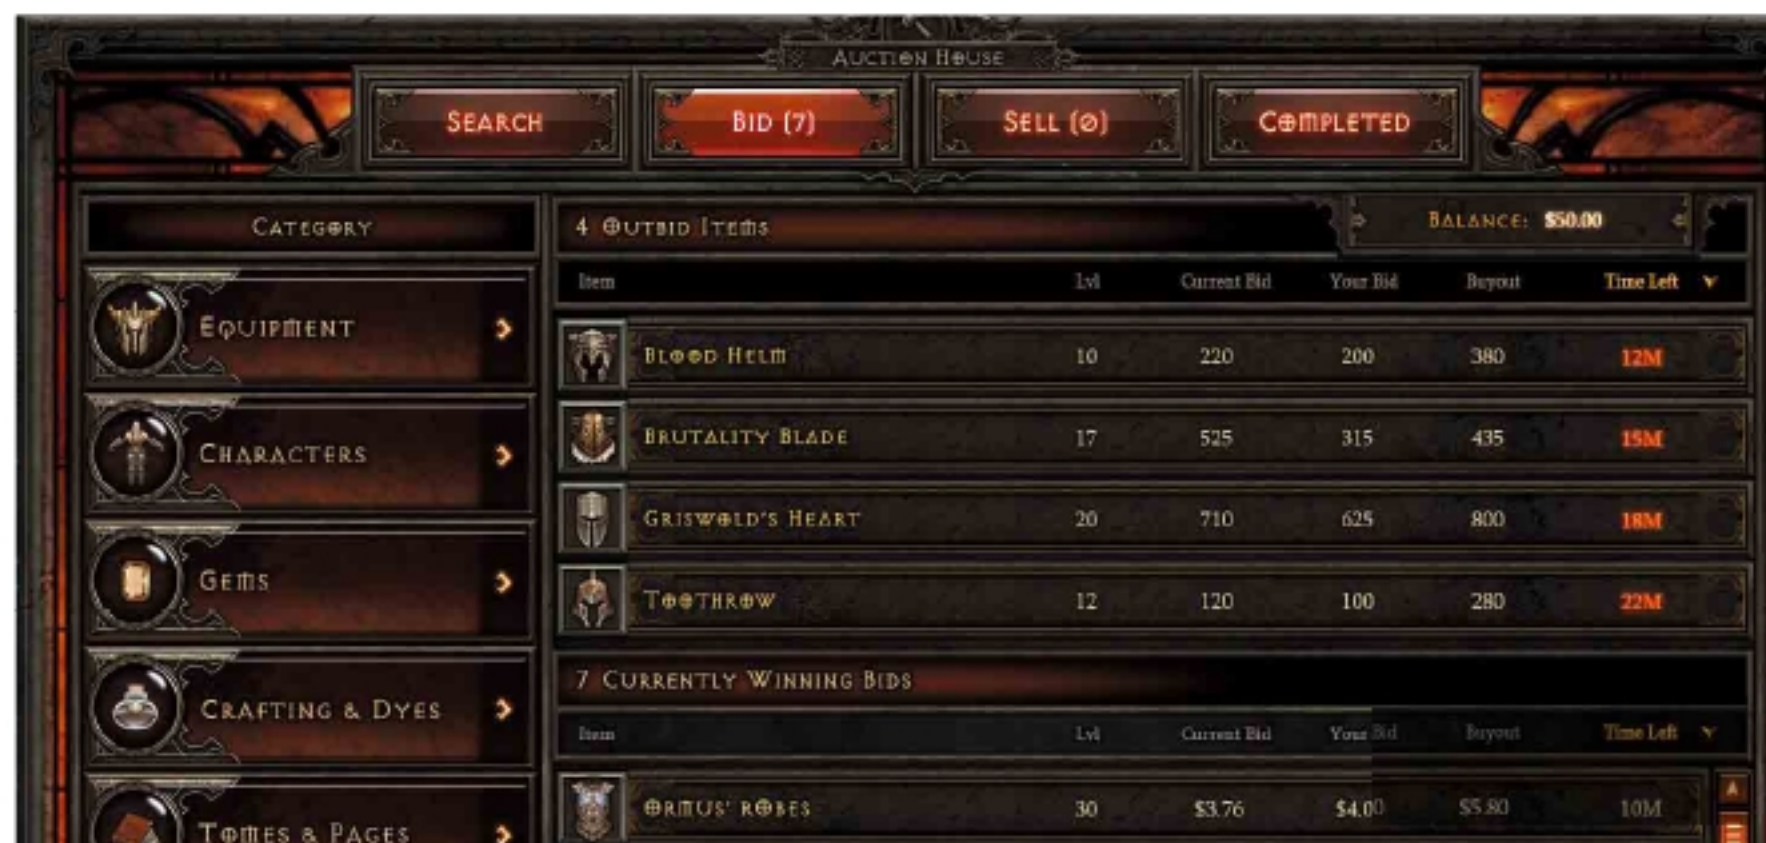 AUCTION HOUSE
SEARCH BID (7) SELL (0) COMPLETED
CATEGORY
EQUIPMENT
CHARACTERS
GEMS
CRAFTING & DYES
TOMES & PAGES
4 OUTBID ITEMS
BALANCE: $50.00
Item Lvl Current Bid Your Bid Buyout Time Left
BLOOD HELM 10 220 200 380 12M
BRUTALITY BLADE 17 525 315 435 15M
GRISWOLD'S HEART 20 710 625 800 18M
TOOTHROW 12 120 100 280 22M
7 CURRENTLY WINNING BIDS
Item Lvl Current Bid Your Bid Buyout Time Left
ORMUS' ROBES 30 $3.76 $4.00 $5.80 10M